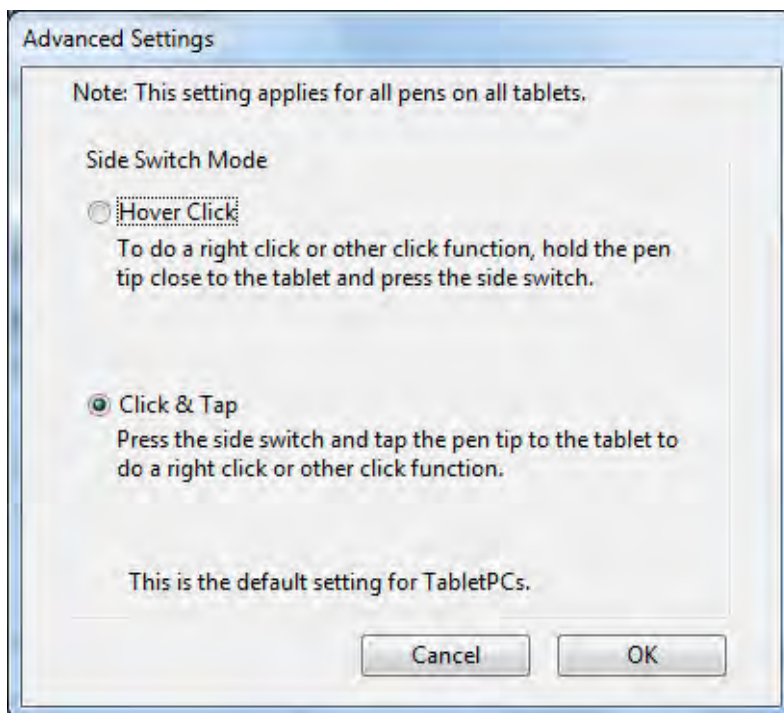 Advanced Settings
Note: This setting applies for all pens on all tablets.
Side Switch Mode
Hover Click
To do a right click or other click function, hold the pen
tip close to the tablet and press the side switch.
Click & Tap
Press the side switch and tap the pen tip to the tablet to
do a right click or other click function.
This is the default setting for TabletPCs.
Cancel OK